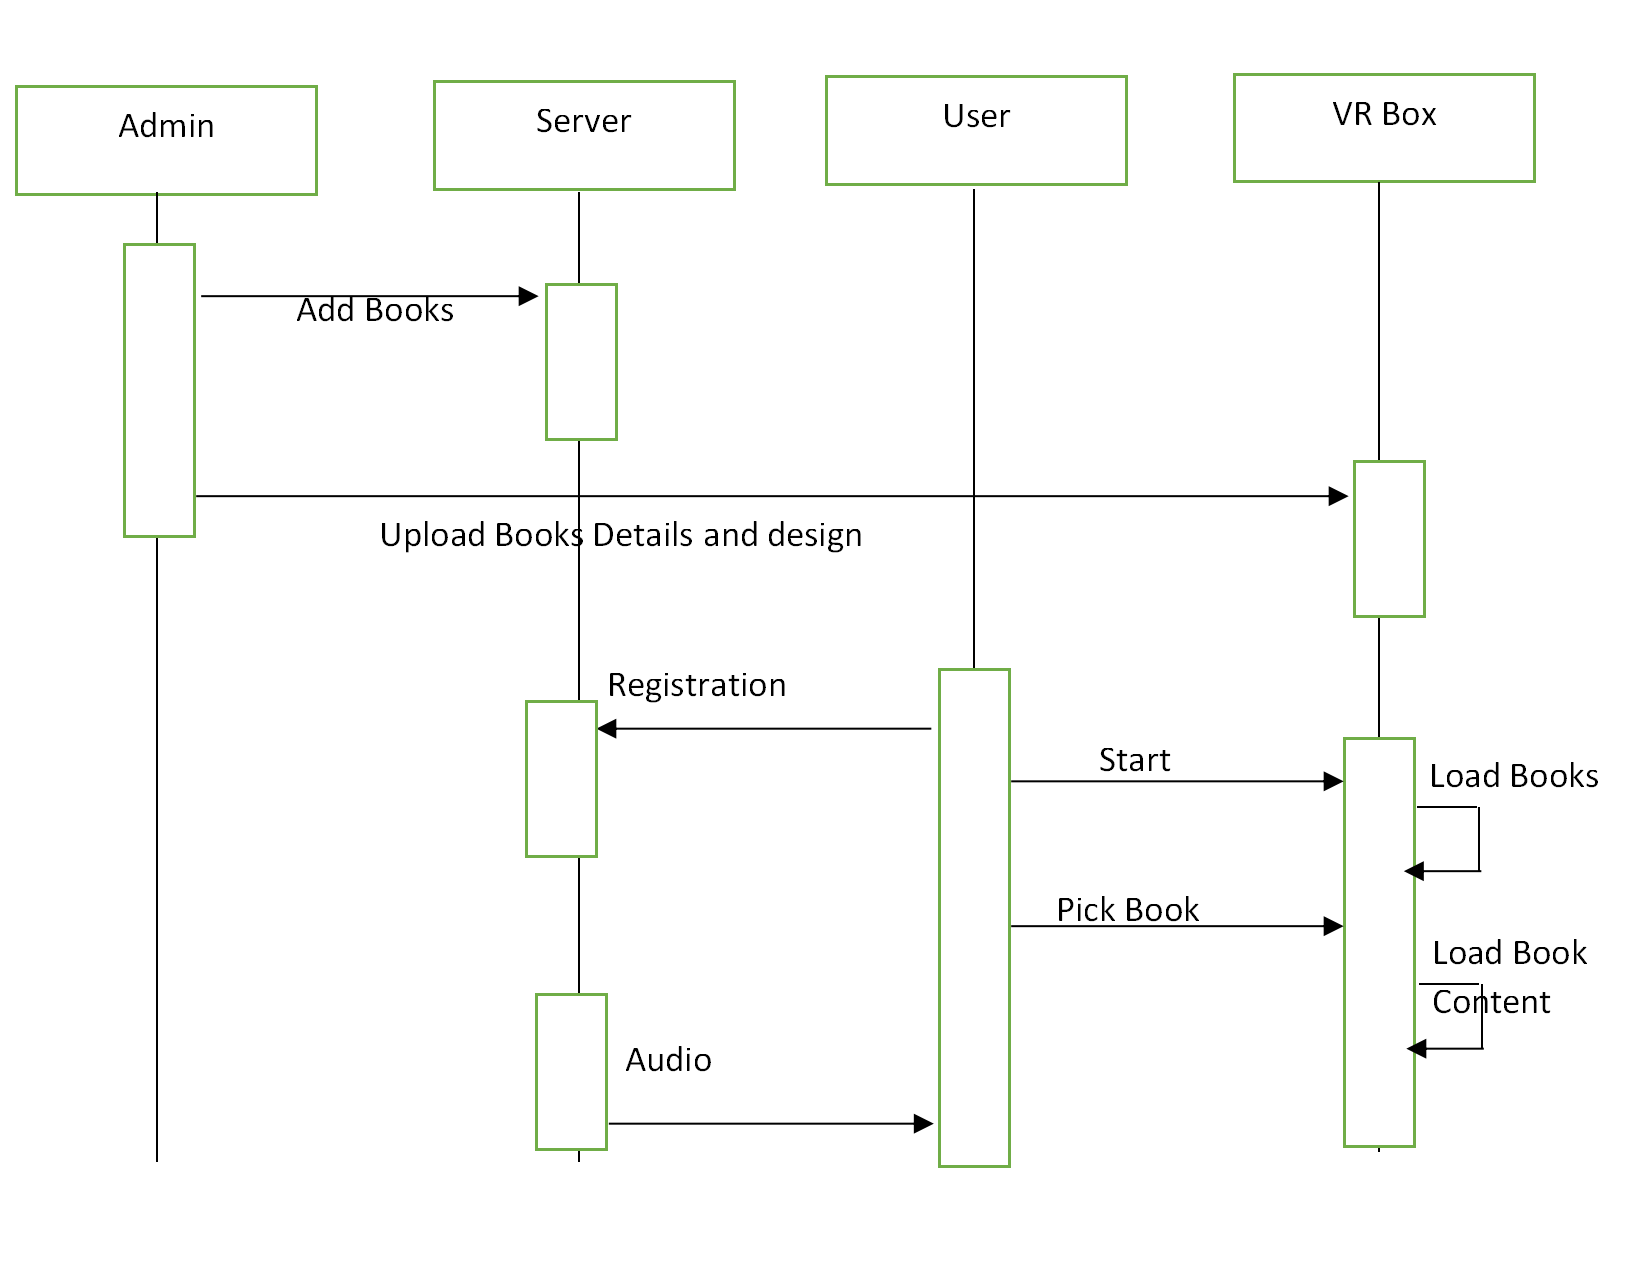 Admin
Server
User
VR Box
Add Books
Upload Books Details and design
Registration
Start
Load Books
Pick Book
Load Book
Content
Audio